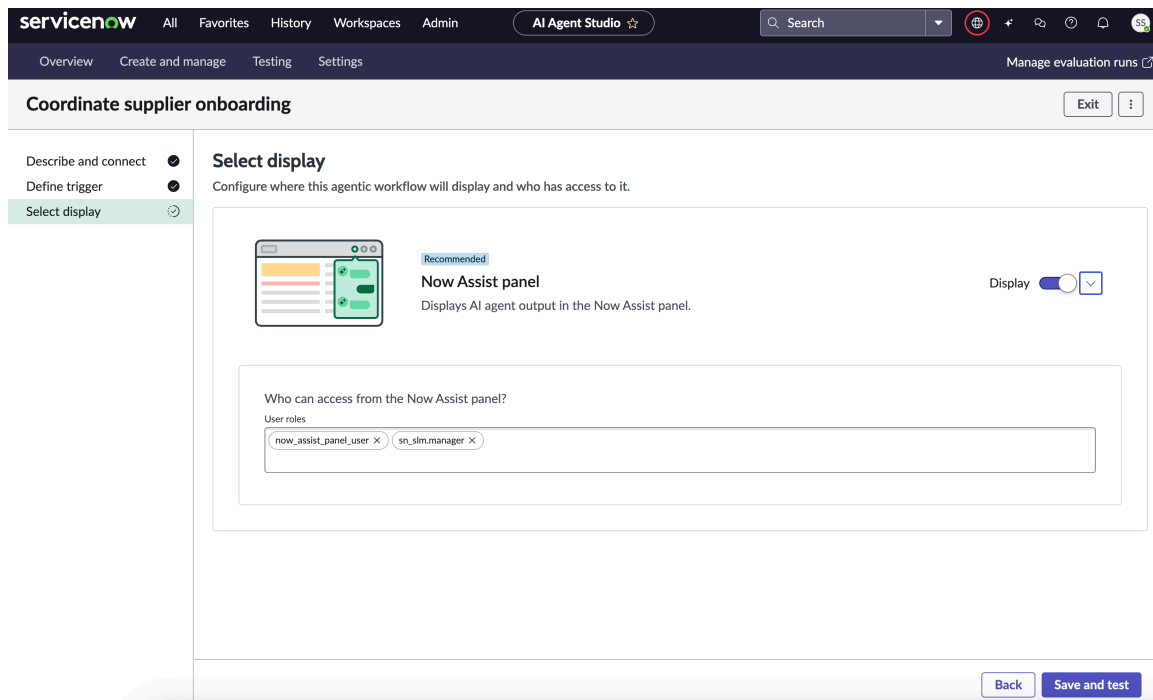 servicenow All Favorites History Workspaces Admin AI Agent Studio Search SS
Overview Create and manage Testing Settings Manage evaluation runs
Coordinate supplier onboarding Exit
Describe and connect
Define trigger
Select display
Select display
Configure where this agentic workflow will display and who has access to it.
Recommended
Now Assist panel
Displays AI agent output in the Now Assist panel.
Display
Who can access from the Now Assist panel?
User roles
now_assist_panel_user × sn_slm.manager ×
Back Save and test